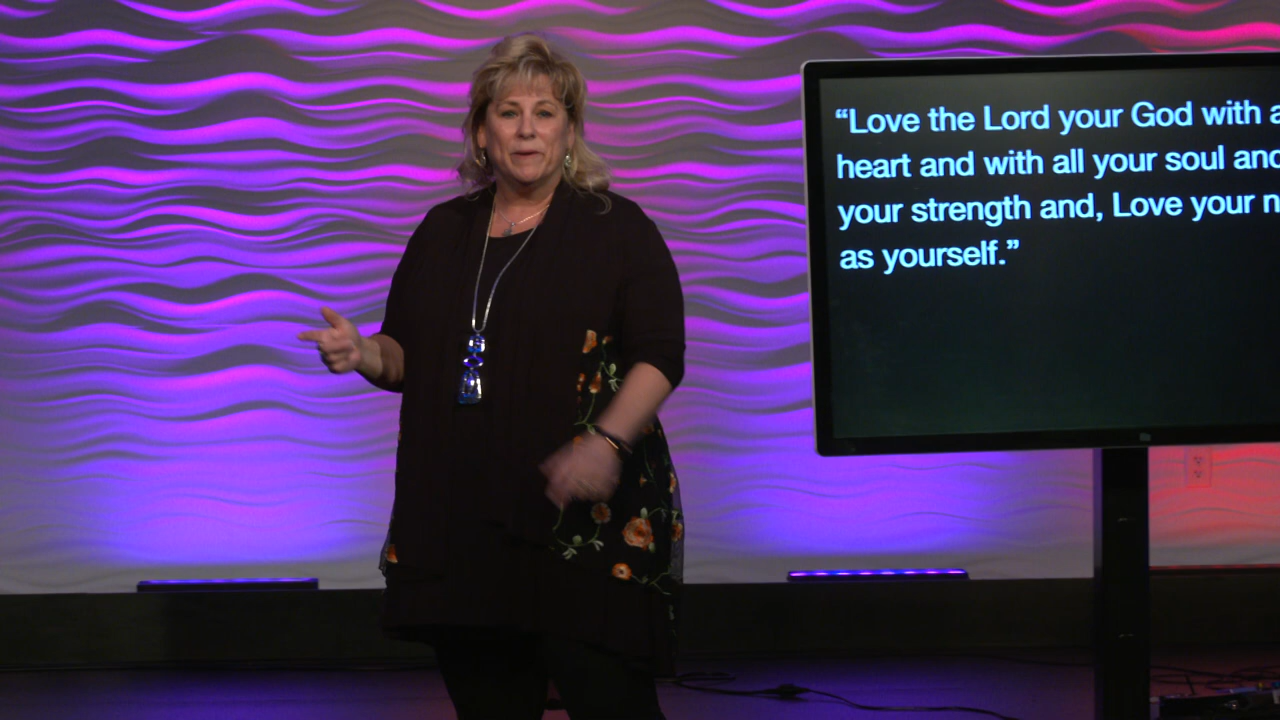 “Love the Lord your God with a
heart and with all your soul and
your strength and, Love your n
as yourself.”